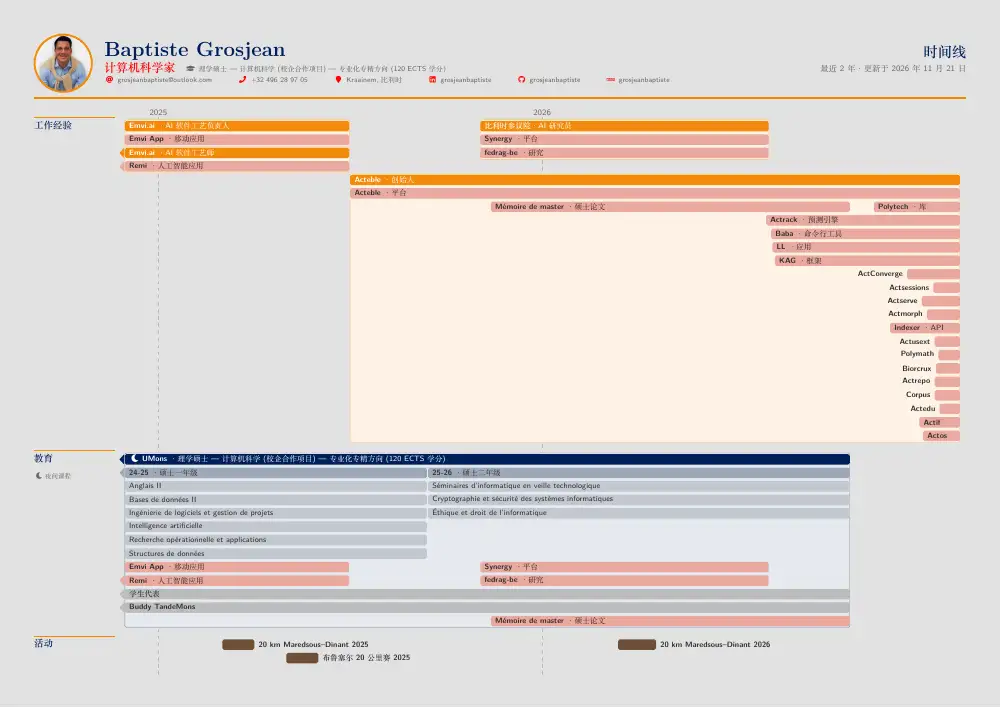 Baptiste Grosjean
计算机科学家 理学硕士 — 计算机科学 (校企合作项目) — 专业化专精方向 (120 ECTS 学分)
grosjeanbaptiste@outlook.com +32 496 28 97 05 Kraainem, 比利时 grosjeanbaptiste grosjeanbaptiste grosjeanbaptiste
时间线
最近 2 年 · 更新于 2026 年 11 月 21 日
2025 2026
工作经验
Emvi.ai · AI 软件工艺负责人 比利时参议院 · AI 研究员
Emvi App · 移动应用 Synergy · 平台
Emvi.ai · AI 软件工艺师 fedrag-be · 研究
Remi · 人工智能应用
Acteble · 创始人
Acteble · 平台
Mémoire de master · 硕士论文 Polytech · 库
Actrack · 预测引擎
Baba · 命令行工具
LL · 应用
KAG · 框架
ActConverge
Actsessions
Actserve
Actmorph
Indexer · API
Actusext
Polymath
Biorcrux
Actrepo
Corpus
Actedu
Actif
Actos
教育
UMons · 理学硕士 — 计算机科学 (校企合作项目) — 专业化专精方向 (120 ECTS 学分)
夜间课程
24-25 · 硕士一年级 25-26 · 硕士二年级
Anglais II Séminaires d'informatique en veille technologique
Bases de données II Cryptographie et sécurité des systèmes informatiques
Ingénierie de logiciels et gestion de projets Éthique et droit de l'informatique
Intelligence artificielle
Recherche opérationnelle et applications
Structures de données
Emvi App · 移动应用 Synergy · 平台
Remi · 人工智能应用 fedrag-be · 研究
学生代表
Buddy TandeMons
Mémoire de master · 硕士论文
活动
20 km Maredsous–Dinant 2025 20 km Maredsous–Dinant 2026
布鲁塞尔 20 公里赛 2025